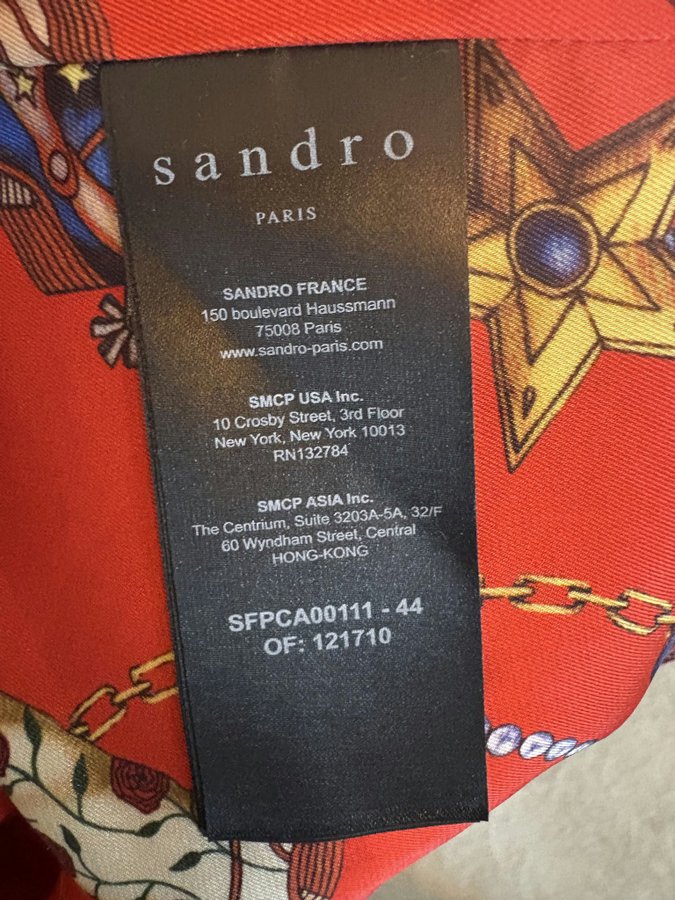 sandro
PARIS
SANDRO FRANCE
150 boulevard Haussmann
75008 Paris
www.sandro-paris.com
SMCP USA Inc.
10 Crosby Street, 3rd Floor
New York, New York 10013
RN132784
SMCP ASIA Inc.
The Centrium, Suite 3203A-5A, 32/F
60 Wyndham Street, Central
HONG-KONG
SFPCA00111 - 44
OF: 121710